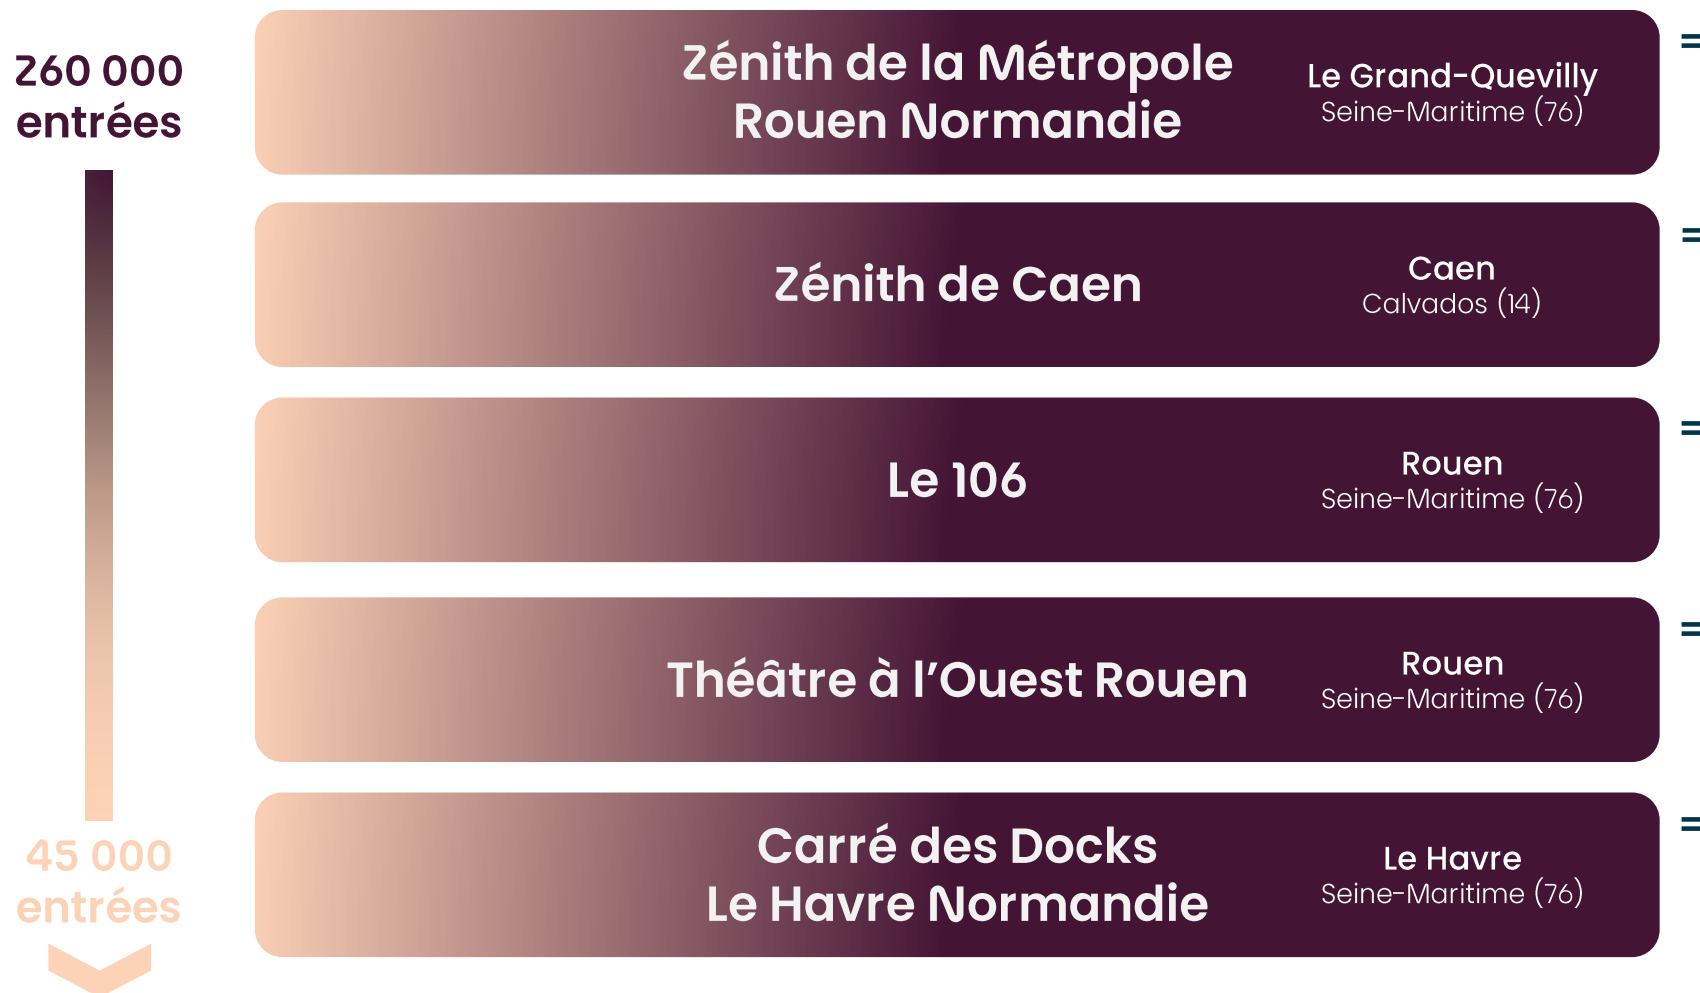 260 000
entrées
Zénith de la Métropole
Rouen Normandie
Le Grand-Quevilly
Seine-Maritime (76)
=
Zénith de Caen
Caen
Calvados (14)
=
Le 106
Rouen
Seine-Maritime (76)
=
Théâtre à l’Ouest Rouen
Rouen
Seine-Maritime (76)
=
Carré des Docks
Le Havre Normandie
Le Havre
Seine-Maritime (76)
=
45 000
entrées